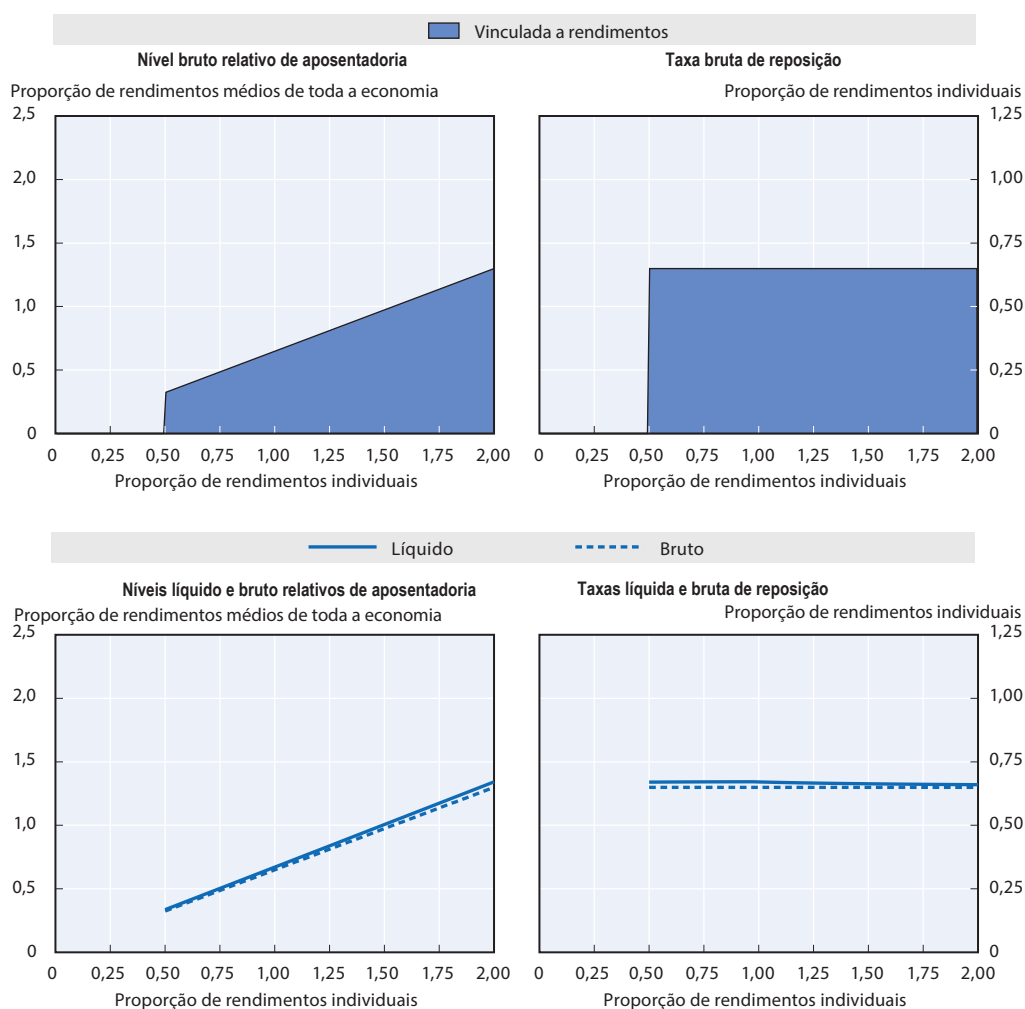 Vinculada a rendimentos
Nível bruto relativo de aposentadoria
Proporção de rendimentos médios de toda a economia
2,5
2,0
1,5
1,0
0,5
0
0 0,25 0,50 0,75 1,00 1,25 1,50 1,75 2,00
Proporção de rendimentos individuais
Taxa bruta de reposição
Proporção de rendimentos individuais
1,25
1,00
0,75
0,50
0,25
0
0 0,25 0,50 0,75 1,00 1,25 1,50 1,75 2,00
Proporção de rendimentos individuais
Líquido Bruto
Níveis líquido e bruto relativos de aposentadoria
Proporção de rendimentos médios de toda a economia
2,5
2,0
1,5
1,0
0,5
0
0 0,25 0,50 0,75 1,00 1,25 1,50 1,75 2,00
Proporção de rendimentos individuais
Taxas líquida e bruta de reposição
Proporção de rendimentos individuais
1,25
1,00
0,75
0,50
0,25
0
0 0,25 0,50 0,75 1,00 1,25 1,50 1,75 2,00
Proporção de rendimentos individuais